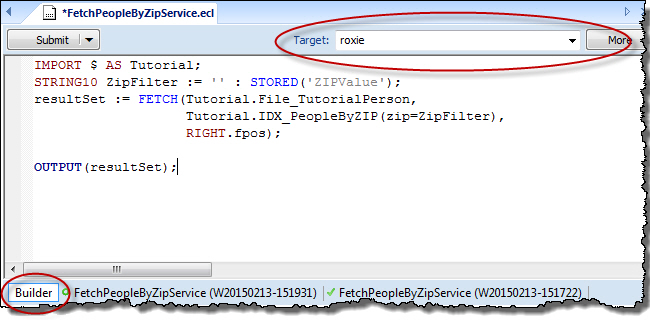 *FetchPeopleByZipService.ecl
Submit Target: roxie More
IMPORT $ AS Tutorial;
STRING10 ZipFilter := '' : STORED('ZIPValue');
resultSet := FETCH(Tutorial.File_TutorialPerson,
Tutorial.IDX_PeopleByZIP(zip=ZipFilter),
RIGHT.fpos);
OUTPUT(resultSet);
Builder FetchPeopleByZipService (W20150213-151931) FetchPeopleByZipService (W20150213-151722)